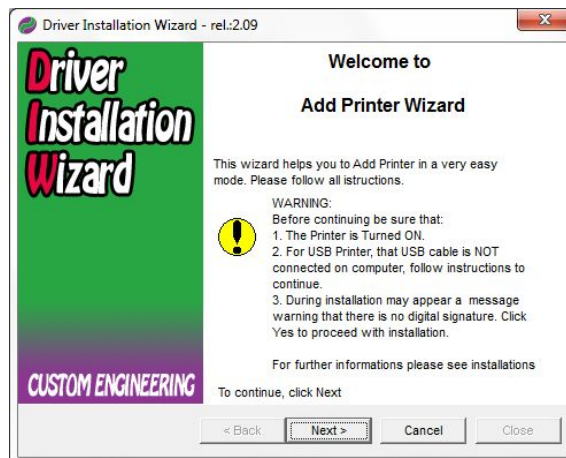 Driver Installation Wizard - rel.:2.09
Driver
Installation
Wizard
CUSTOM ENGINEERING
Welcome to
Add Printer Wizard
This wizard helps you to Add Printer in a very easy
mode. Please follow all istructions.
WARNING:
Before continuing be sure that:
1. The Printer is Turned ON.
2. For USB Printer, that USB cable is NOT
connected on computer, follow instructions to
continue.
3. During installation may appear a message
warning that there is no digital signature. Click
Yes to proceed with installation.
For further informations please see installations
To continue, click Next
< Back
Next >
Cancel
Close